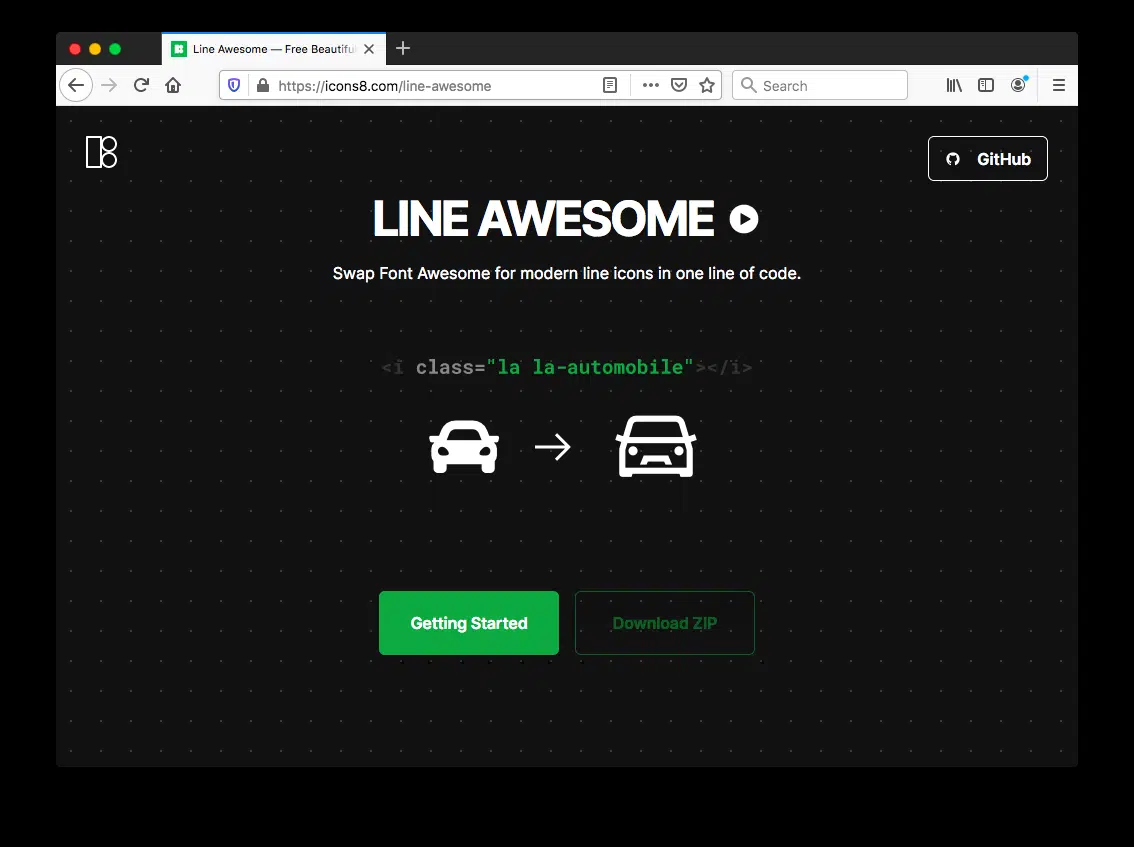 Line Awesome — Free Beautifu
https://icons8.com/line-awesome
Search
GitHub
LINE AWESOME
Swap Font Awesome for modern line icons in one line of code.
<i class="la la-automobile"></i>
Getting Started
Download ZIP